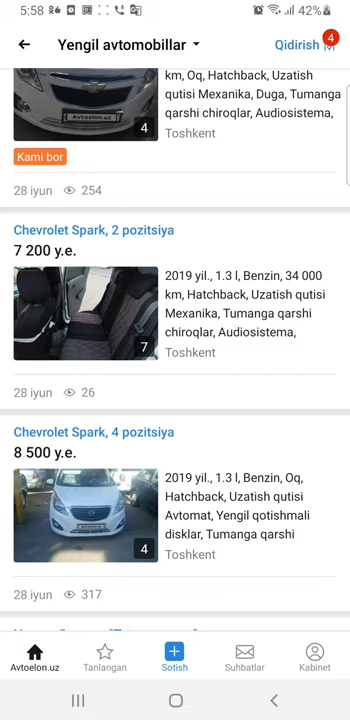 5:58
42%
Yengil avtomobillar
Qidirish
4
km, Oq, Hatchback, Uzatish
qutisi Mexanika, Duga, Tumanga
qarshi chiroqlar, Audiosistema,
Toshkent
Avtoelon.uz
4
Kami bor
28 iyun 254
Chevrolet Spark, 2 pozitsiya
7 200 y.e.
2019 yil., 1.3 l, Benzin, 34 000
km, Hatchback, Uzatish qutisi
Mexanika, Tumanga qarshi
chiroqlar, Audiosistema,
Toshkent
7
28 iyun 26
Chevrolet Spark, 4 pozitsiya
8 500 y.e.
2019 yil., 1.3 l, Benzin, Oq,
Hatchback, Uzatish qutisi
Avtomat, Yengil qotishmali
disklar, Tumanga qarshi
Toshkent
4
28 iyun 317
Avtoelon.uz
Tanlangan
Sotish
Suhbatlar
Kabinet